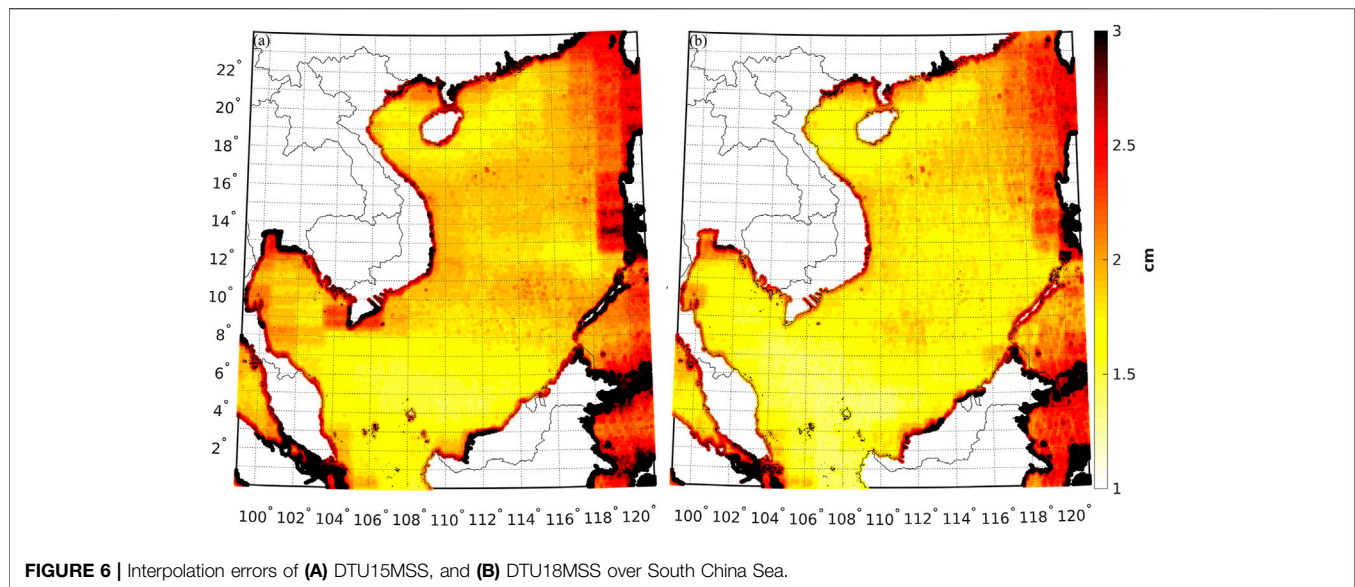 (a)
(b)
22°
20°
18°
16°
14°
12°
10°
8°
6°
4°
2°
100° 102° 104° 106° 108° 110° 112° 114° 116° 118° 120°
100° 102° 104° 106° 108° 110° 112° 114° 116° 118° 120°
3
2.5
2
1.5
1
cm
FIGURE 6 | Interpolation errors of (A) DTU15MSS, and (B) DTU18MSS over South China Sea.